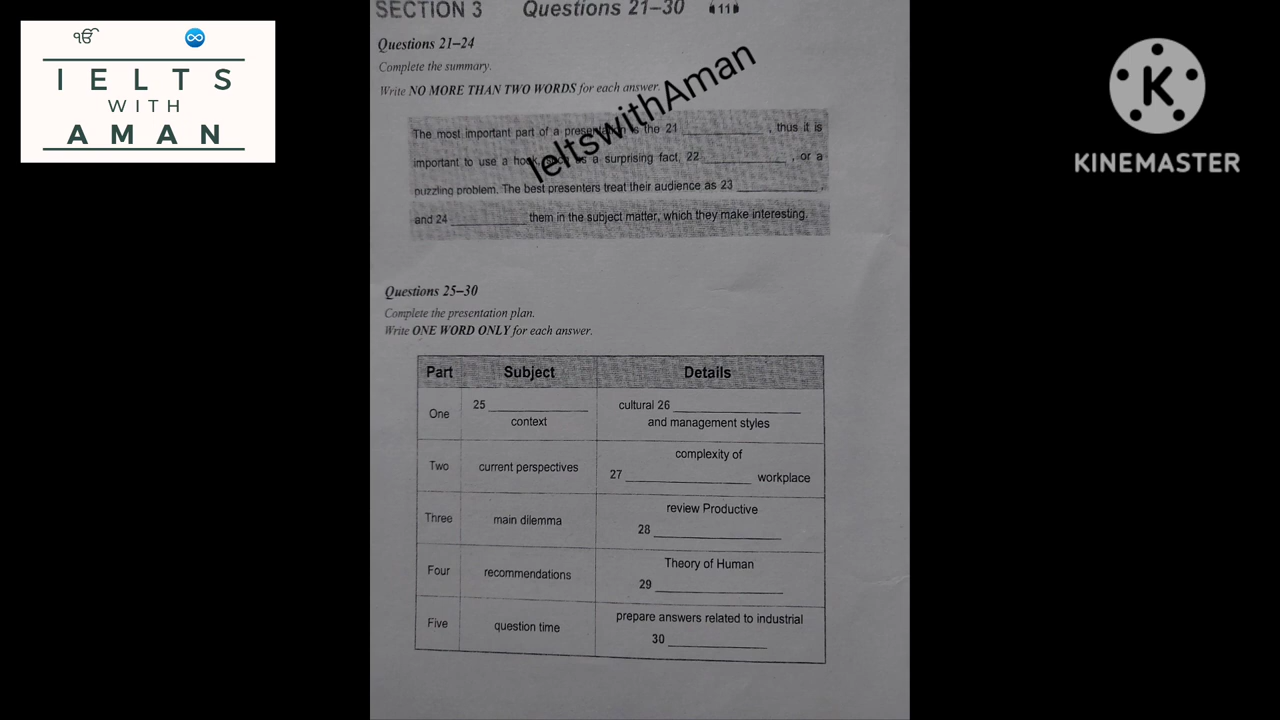 ੴ
IELTS
WITH
AMAN
KINEMASTER
SECTION 3 Questions 21–30
Questions 21–24
Complete the summary.
Write NO MORE THAN TWO WORDS for each answer.
IeltswithAman
The most important part of a presentation is the 21 ____________, thus it is
important to use a hook, such as a surprising fact, 22 ____________, or a
puzzling problem. The best presenters treat their audience as 23 ____________,
and 24 ____________ them in the subject matter, which they make interesting.
Questions 25–30
Complete the presentation plan.
Write ONE WORD ONLY for each answer.
Part Subject Details
One 25 ____________ context cultural 26 ____________ and management styles
Two current perspectives complexity of 27 ____________ workplace
Three main dilemma review Productive 28 ____________
Four recommendations Theory of Human 29 ____________
Five question time prepare answers related to industrial 30 ____________